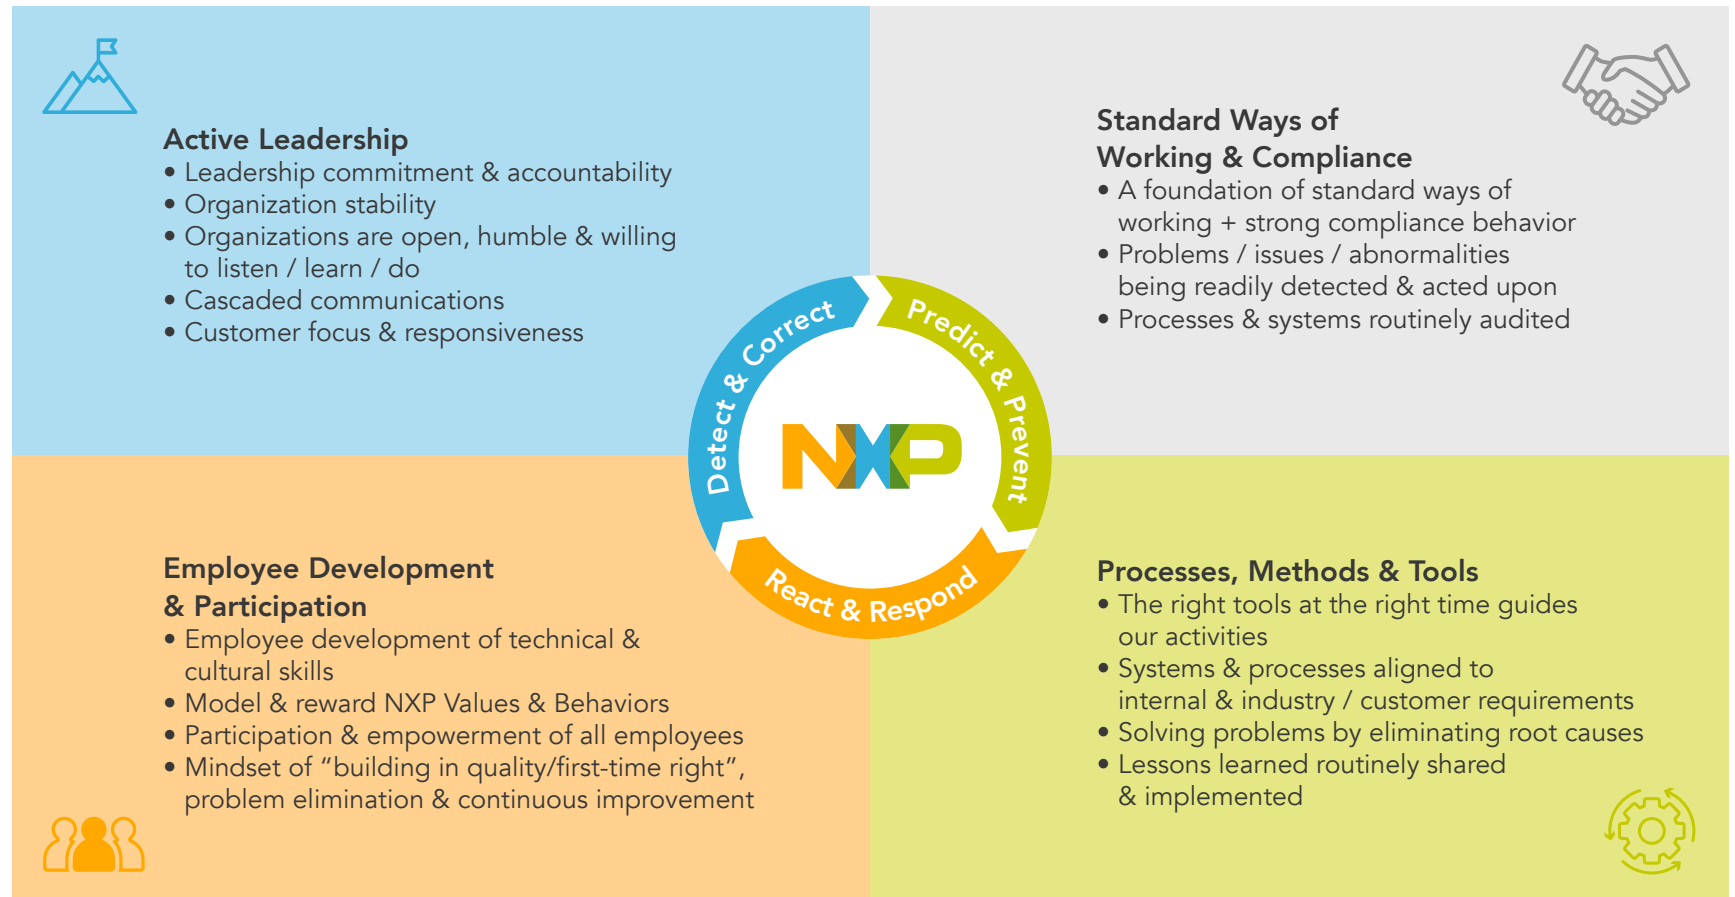 Active Leadership
• Leadership commitment & accountability
• Organization stability
• Organizations are open, humble & willing
to listen / learn / do
• Cascaded communications
• Customer focus & responsiveness
Standard Ways of
Working & Compliance
• A foundation of standard ways of
working + strong compliance behavior
• Problems / issues / abnormalities
being readily detected & acted upon
• Processes & systems routinely audited
Detect & Correct
Predict & Prevent
React & Respond
NXP
Employee Development
& Participation
• Employee development of technical &
cultural skills
• Model & reward NXP Values & Behaviors
• Participation & empowerment of all employees
• Mindset of “building in quality/first-time right”,
problem elimination & continuous improvement
Processes, Methods & Tools
• The right tools at the right time guides
our activities
• Systems & processes aligned to
internal & industry / customer requirements
• Solving problems by eliminating root causes
• Lessons learned routinely shared
& implemented